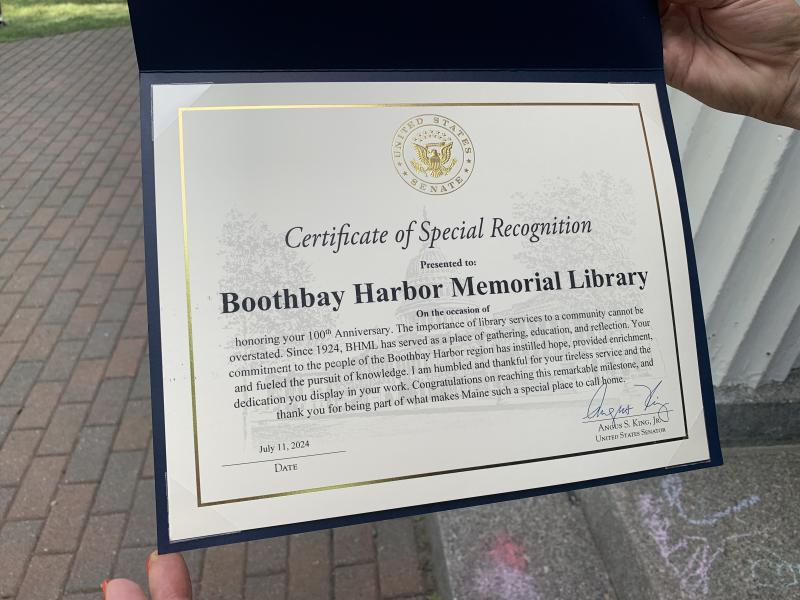 UNITED STATES
SENATE
Certificate of Special Recognition
Presented to:
Boothbay Harbor Memorial Library
On the occasion of
honoring your 100th Anniversary. The importance of library services to a community cannot be
overstated. Since 1924, BHML has served as a place of gathering, education, and reflection. Your
commitment to the people of the Boothbay Harbor region has instilled hope, provided enrichment,
and fueled the pursuit of knowledge. I am humbled and thankful for your tireless service and the
dedication you display in your work. Congratulations on reaching this remarkable milestone, and
thank you for being part of what makes Maine such a special place to call home.
Angus King
Angus S. King, Jr.
United States Senator
July 11, 2024
Date